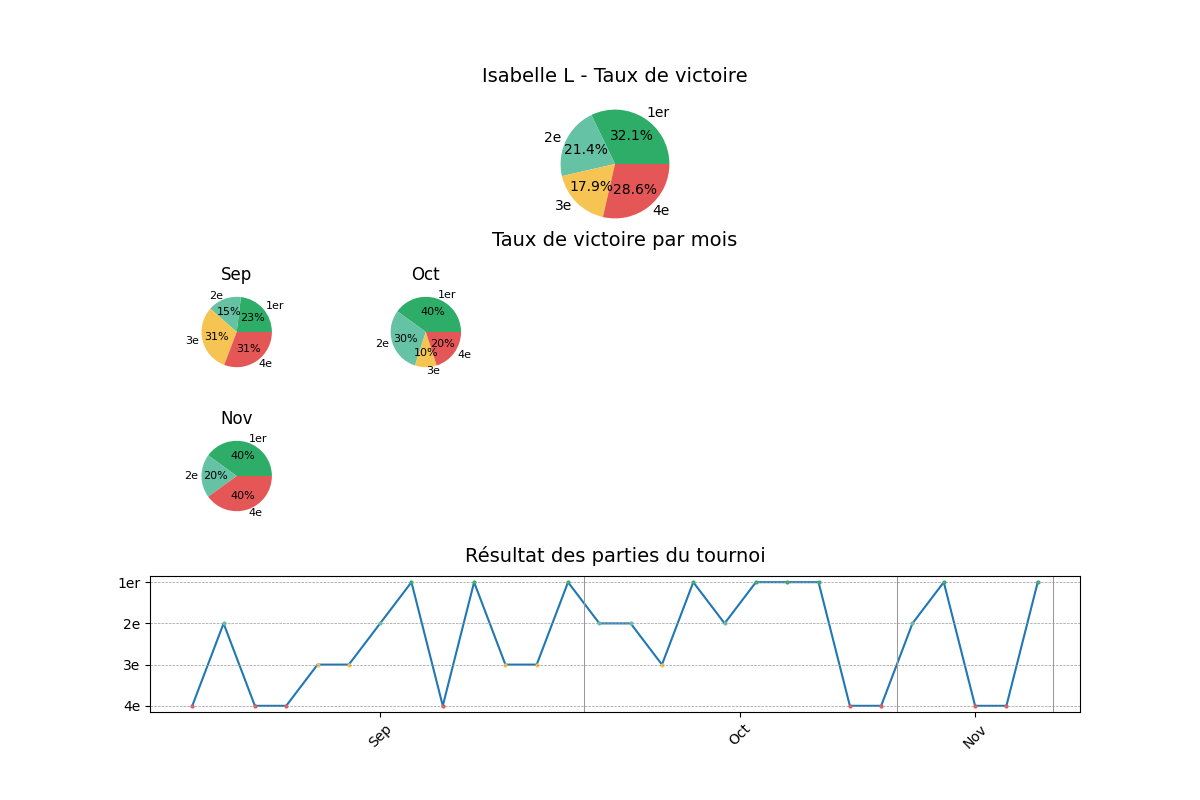 Isabelle L - Taux de victoire
1er
32.1%
2e
21.4%
3e
17.9%
4e
28.6%
Taux de victoire par mois
Sep
1er
23%
2e
15%
3e
31%
4e
31%
Oct
1er
40%
2e
30%
3e
10%
4e
20%
Nov
1er
40%
2e
20%
4e
40%
Résultat des parties du tournoi
1er
2e
3e
4e
Sep
Oct
Nov